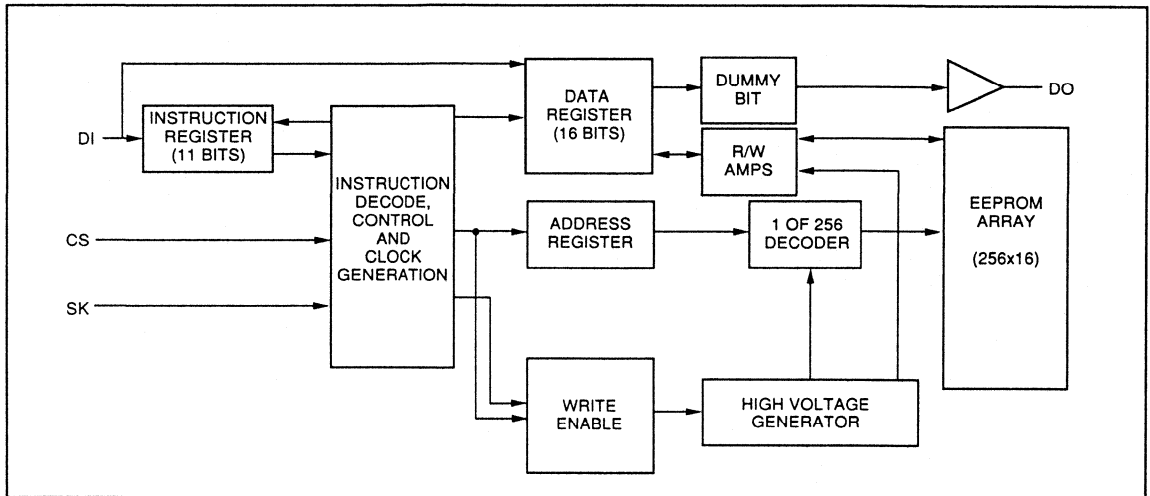 DI
INSTRUCTION
REGISTER
(11 BITS)
CS
SK
INSTRUCTION
DECODE,
CONTROL
AND
CLOCK
GENERATION
DATA
REGISTER
(16 BITS)
DUMMY
BIT
DO
R/W
AMPS
ADDRESS
REGISTER
1 OF 256
DECODER
EEPROM
ARRAY
(256x16)
WRITE
ENABLE
HIGH VOLTAGE
GENERATOR